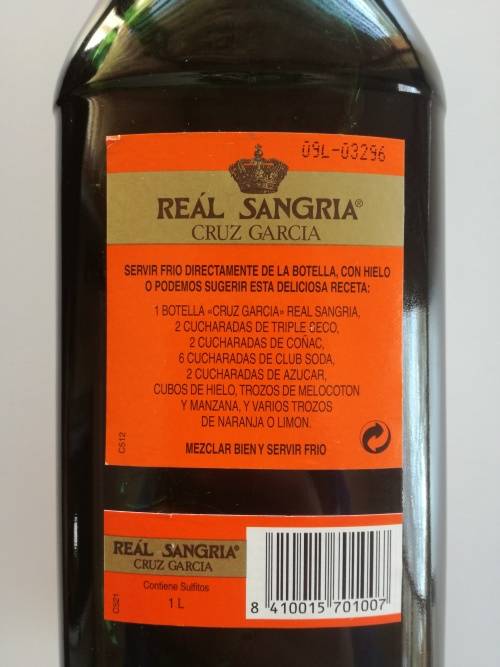 09L-03296
REÁL SANGRIA®
CRUZ GARCIA
SERVIR FRIO DIRECTAMENTE DE LA BOTELLA, CON HIELO
O PODEMOS SUGERIR ESTA DELICIOSA RECETA:
1 BOTELLA «CRUZ GARCIA» REAL SANGRIA,
2 CUCHARADAS DE TRIPLE SECO,
2 CUCHARADAS DE COÑAC,
6 CUCHARADAS DE CLUB SODA,
2 CUCHARADAS DE AZUCAR,
CUBOS DE HIELO, TROZOS DE MELOCOTON
Y MANZANA, Y VARIOS TROZOS
DE NARANJA O LIMON.
MEZCLAR BIEN Y SERVIR FRIO
C512
REÁL SANGRIA®
CRUZ GARCIA
Contiene Sulfitos
1 L
C521
8 410015 701007